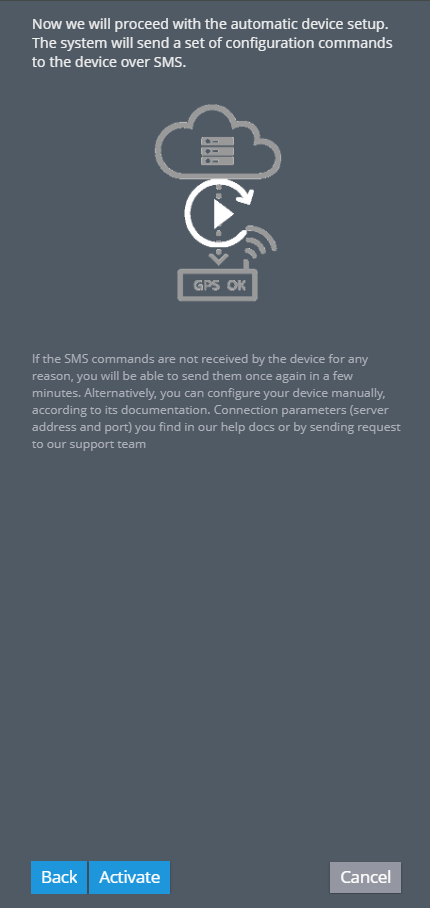 Now we will proceed with the automatic device setup.
The system will send a set of configuration commands
to the device over SMS.
GPS OK
If the SMS commands are not received by the device for any
reason, you will be able to send them once again in a few
minutes. Alternatively, you can configure your device manually,
according to its documentation. Connection parameters (server
address and port) you find in our help docs or by sending request
to our support team
Back Activate Cancel